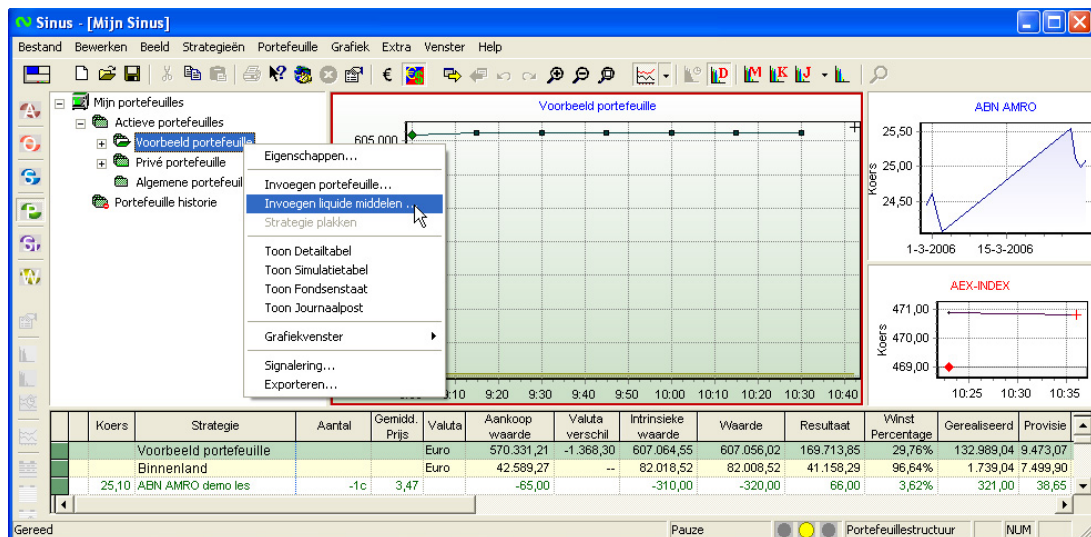 Sinus - [Mijn Sinus]
Bestand Bewerken Beeld Strategieën Portefeuille Grafiek Extra Venster Help
Mijn portefeuilles
Actieve portefeuilles
Voorbeeld portefeuille
Privé portefeuille
Algemene portefeuil
Portefeuille historie
Eigenschappen...
Invoegen portefeuille...
Invoegen liquide middelen ...
Strategie plakken
Toon Detailtabel
Toon Simulatietabel
Toon Fondsenstaat
Toon Journaalpost
Grafiekvenster
Signalering...
Exporteren...
Voorbeeld portefeuille
605.000
9:20 9:30 9:40 9:50 10:00 10:10 10:20 10:30 10:40
ABN AMRO
Koers
25,50
25,00
24,50
1-3-2006 15-3-2006
AEX-INDEX
Koers
471,00
470,00
469,00
10:25 10:30 10:35
Koers Strategie Aantal Gemidd. Prijs Valuta Aankoop waarde Valuta verschil Intrinsieke waarde Waarde Resultaat Winst Percentage Gerealiseerd Provisie
Voorbeeld portefeuille Euro 570.331,21 -1.368,30 607.064,55 607.056,02 169.713,85 29,76% 132.989,04 9.473,07
Binnenland Euro 42.589,27 -- 82.018,52 82.008,52 41.158,29 96,64% 1.739,04 7.499,90
25,10 ABN AMRO demo les -1c 3,47 -65,00 -310,00 -320,00 66,00 3,62% 321,00 38,65
Gereed Pauze Portefeuillestructuur NUM